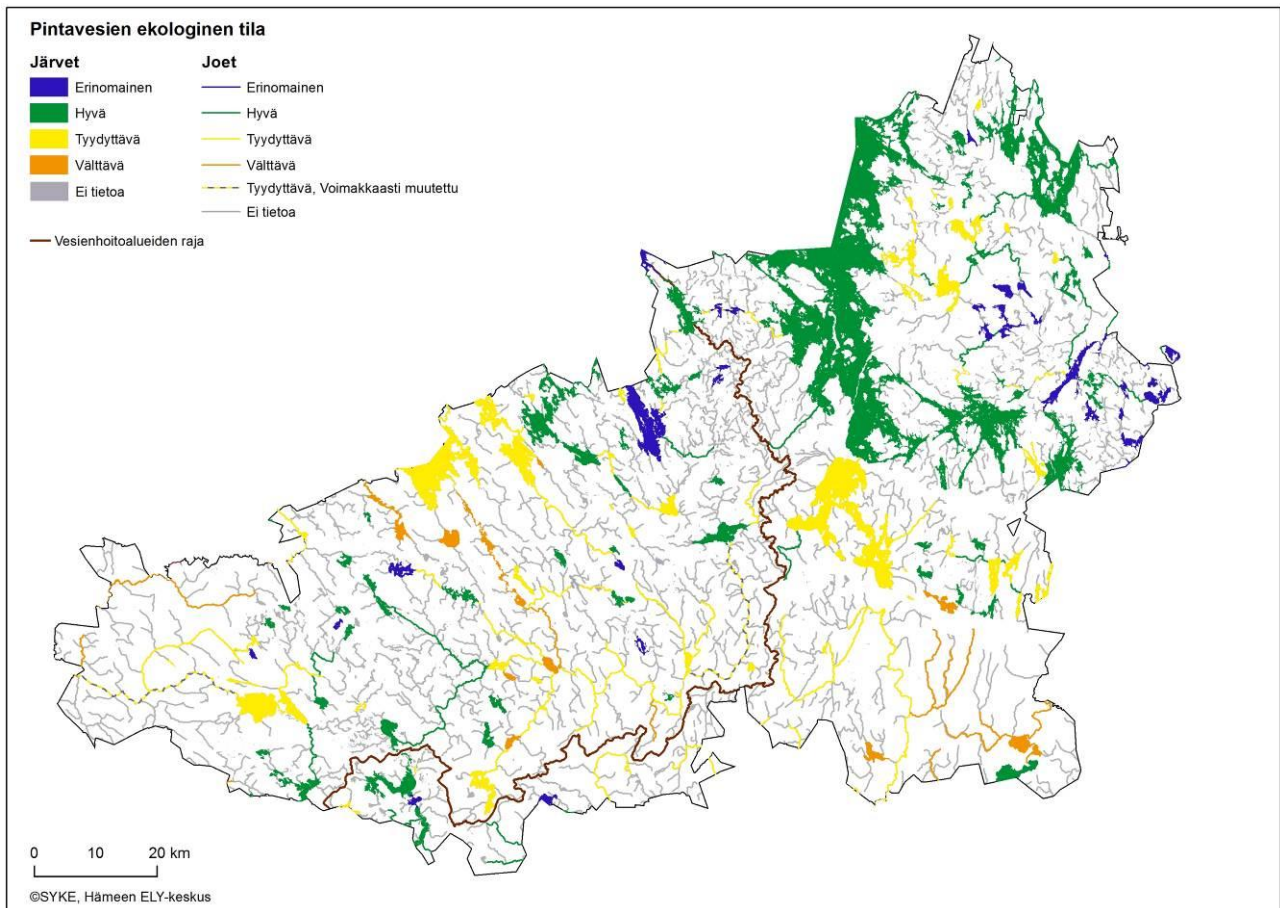 Pintavesien ekologinen tila
Järvet
Erinomainen
Hyvä
Tyydyttävä
Välttävä
Ei tietoa
Joet
Erinomainen
Hyvä
Tyydyttävä
Välttävä
Tyydyttävä, Voimakkaasti muutettu
Ei tietoa
Vesienhoitoalueiden raja
0 10 20 km
©SYKE, Hämeen ELY-keskus